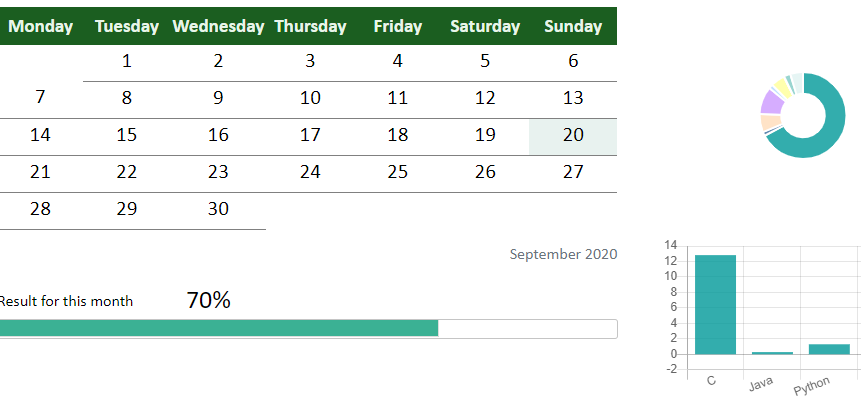 Monday Tuesday Wednesday Thursday Friday Saturday Sunday
1 2 3 4 5 6
7 8 9 10 11 12 13
14 15 16 17 18 19 20
21 22 23 24 25 26 27
28 29 30
September 2020
Result for this month 70%
14
12
10
8
6
4
2
0
-2
C Java Python